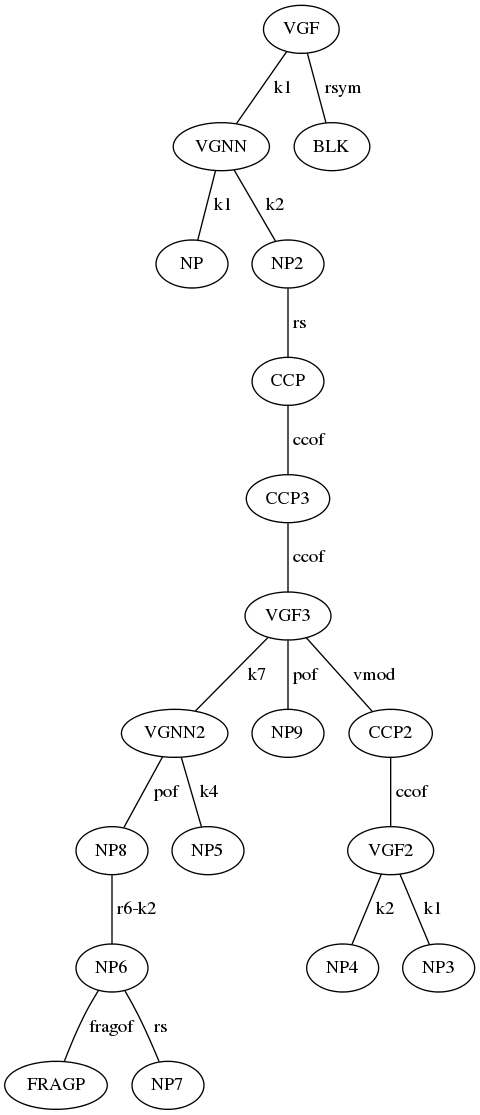 VGF
k1 rsym
VGNN BLK
k1 k2
NP NP2
rs
CCP
ccof
CCP3
ccof
VGF3
k7 pof vmod
VGNN2 NP9 CCP2
pof k4 ccof
NP8 NP5 VGF2
r6-k2 k2 k1
NP6 NP4 NP3
fragof rs
FRAGP NP7